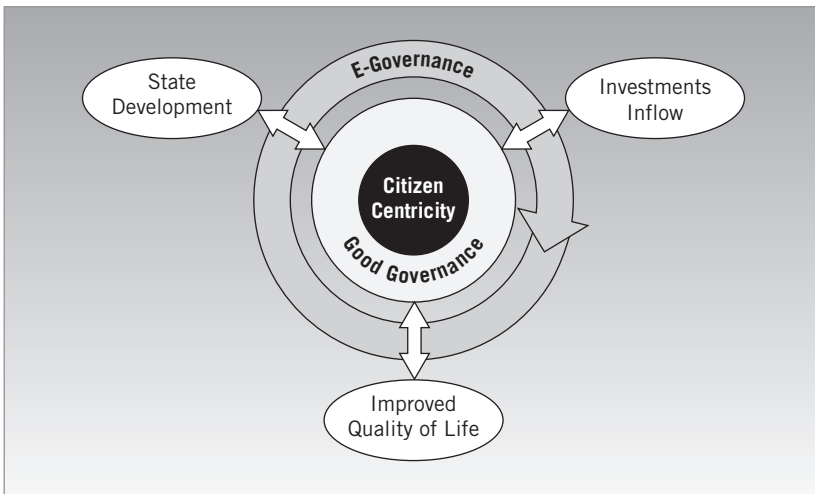 E-Governance
State
Development
Investments
Inflow
Citizen
Centricity
Good Governance
Improved
Quality of Life